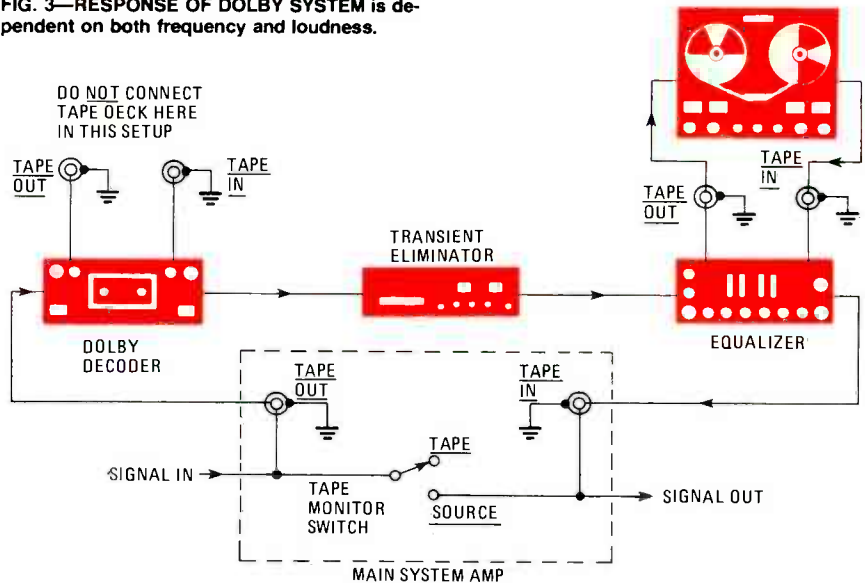 FIG. 3—RESPONSE OF DOLBY SYSTEM is de-
pendent on both frequency and loudness.
DO NOT CONNECT
TAPE DECK HERE
IN THIS SETUP
TAPE
OUT
TAPE
IN
TAPE
OUT
TAPE
IN
TRANSIENT
ELIMINATOR
DOLBY
DECODER
EQUALIZER
TAPE
OUT
TAPE
IN
TAPE
SIGNAL IN
TAPE
MONITOR
SWITCH
SOURCE
SIGNAL OUT
MAIN SYSTEM AMP